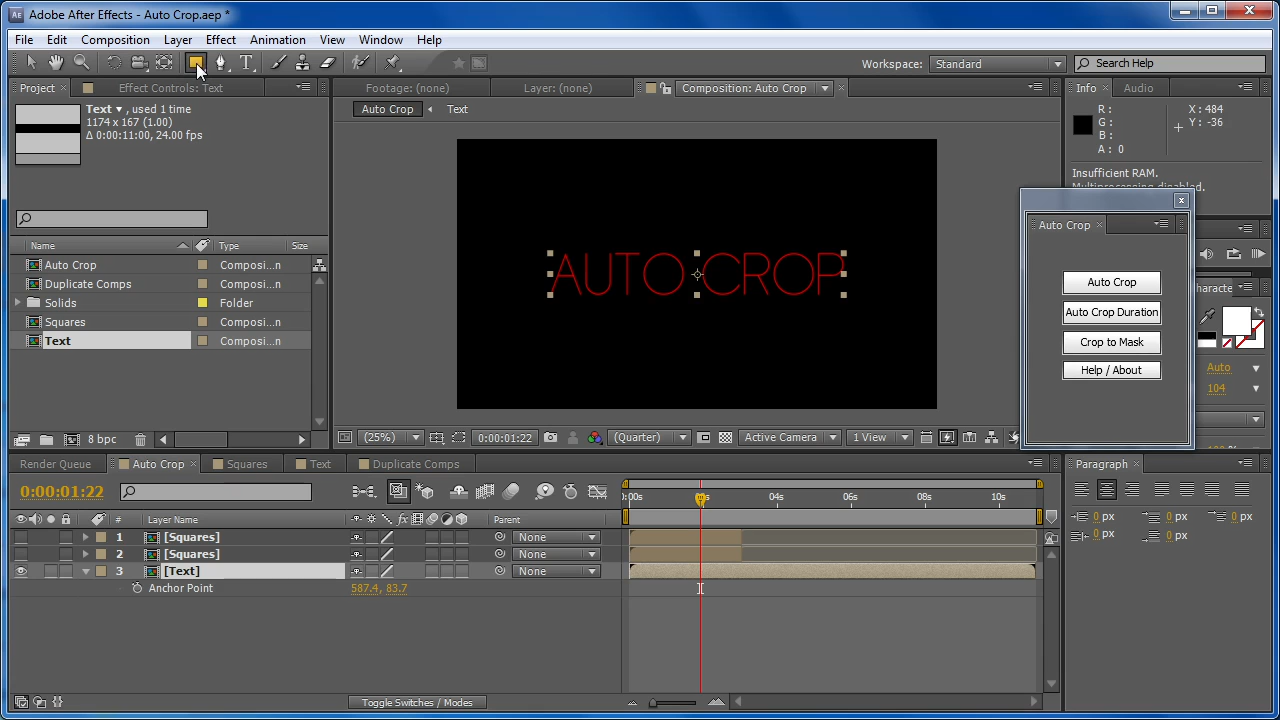 Adobe After Effects - Auto Crop.aep *
File Edit Composition Layer Effect Animation View Window Help
Workspace: Standard Search Help
Project Effect Controls: Text Footage: (none) Layer: (none) Composition: Auto Crop Info Audio
Text , used 1 time
1174 x 167 (1.00)
Δ 0:00:11:00, 24.00 fps
Auto Crop Text
R: X: 484
G: Y: -36
B:
A: 0
Insufficient RAM.
Multiprocessing disabled.
Name Type Size
Auto Crop Composi...n
Duplicate Comps Composi...n
Solids Folder
Squares Composi...n
Text Composi...n
8 bpc
AUTO CROP
(25%) 0:00:01:22 (Quarter) Active Camera 1 View
Auto Crop
Auto Crop
Auto Crop Duration
Crop to Mask
Help / About
Auto
104
Render Queue Auto Crop Squares Text Duplicate Comps
0:00:01:22
04s 06s 08s 10s
# Layer Name Parent
1 [Squares] None
2 [Squares] None
3 [Text] None
Anchor Point 587.4, 83.7
Toggle Switches / Modes
Paragraph
0 px 0 px 0 px
0 px 0 px